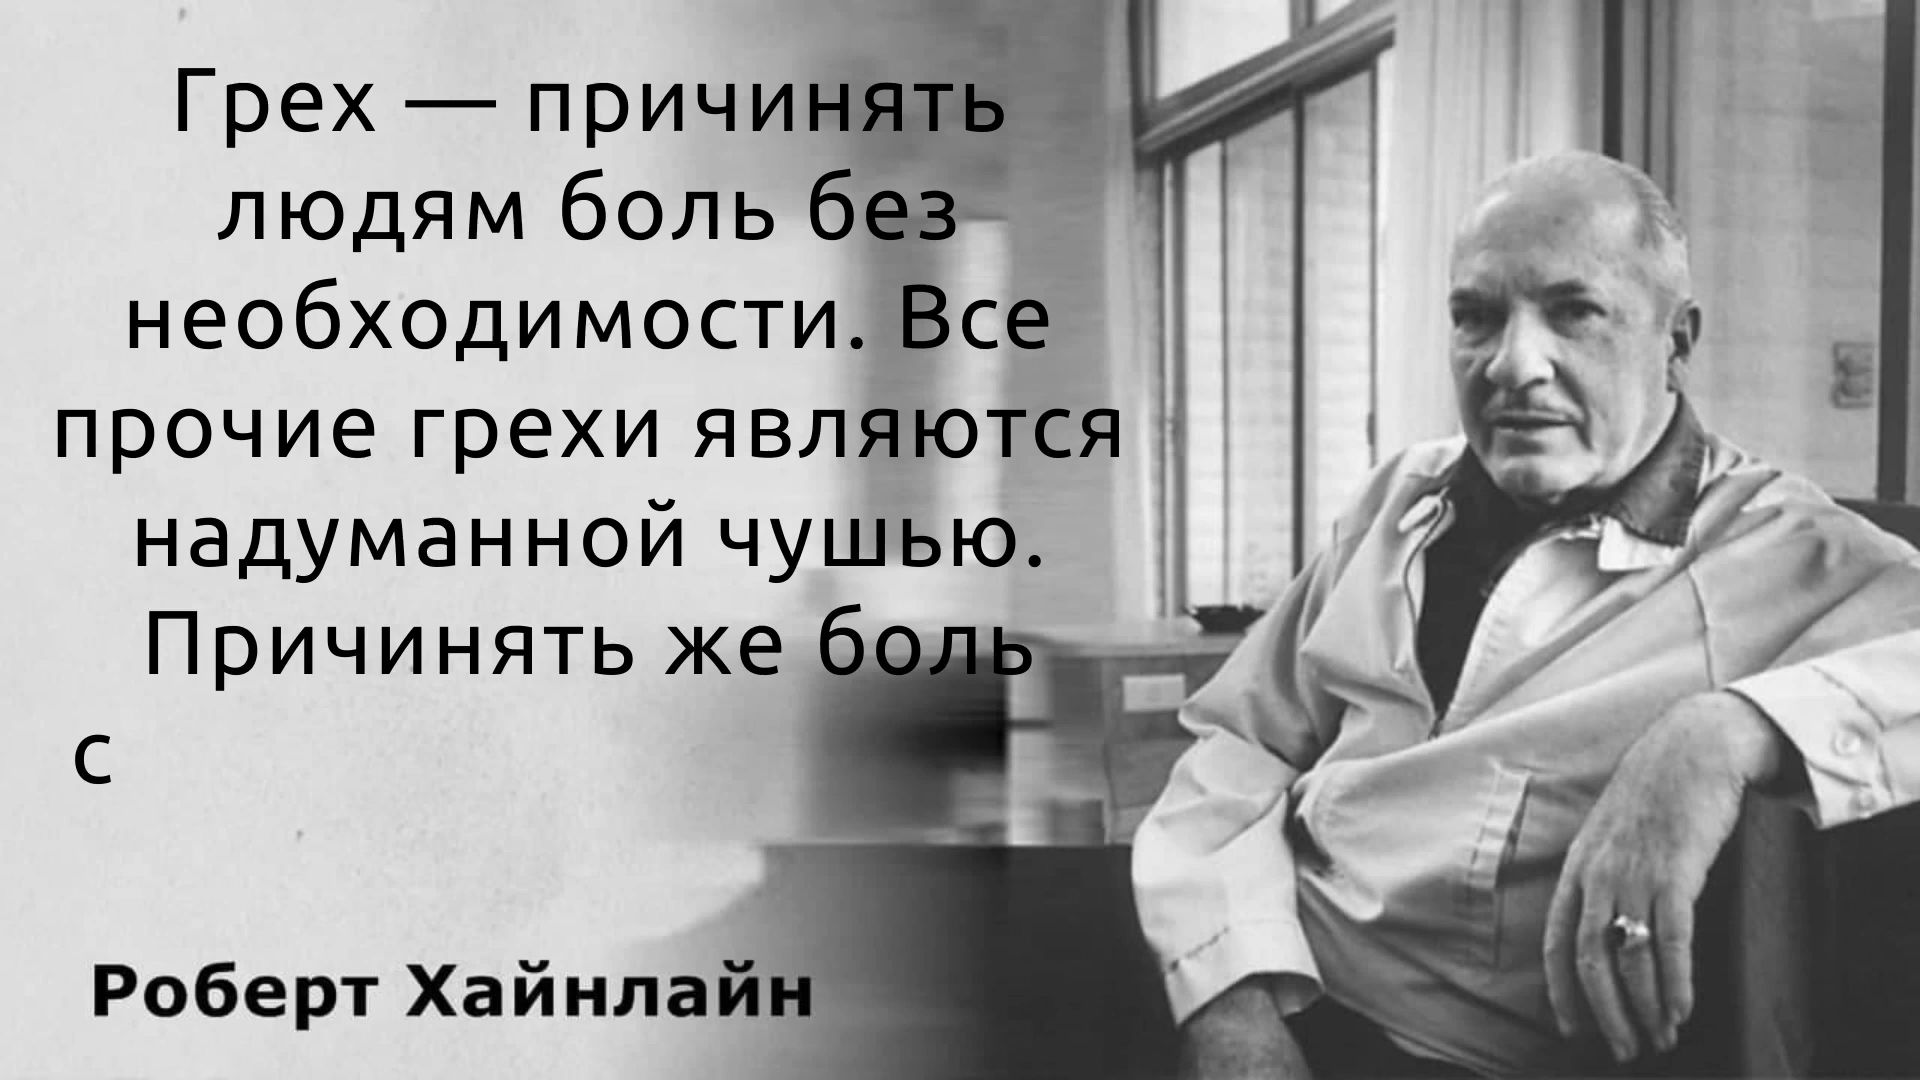 Грех — причинять
людям боль без
необходимости. Все
прочие грехи являются
надуманной чушью.
Причинять же боль
с
Роберт Хайнлайн